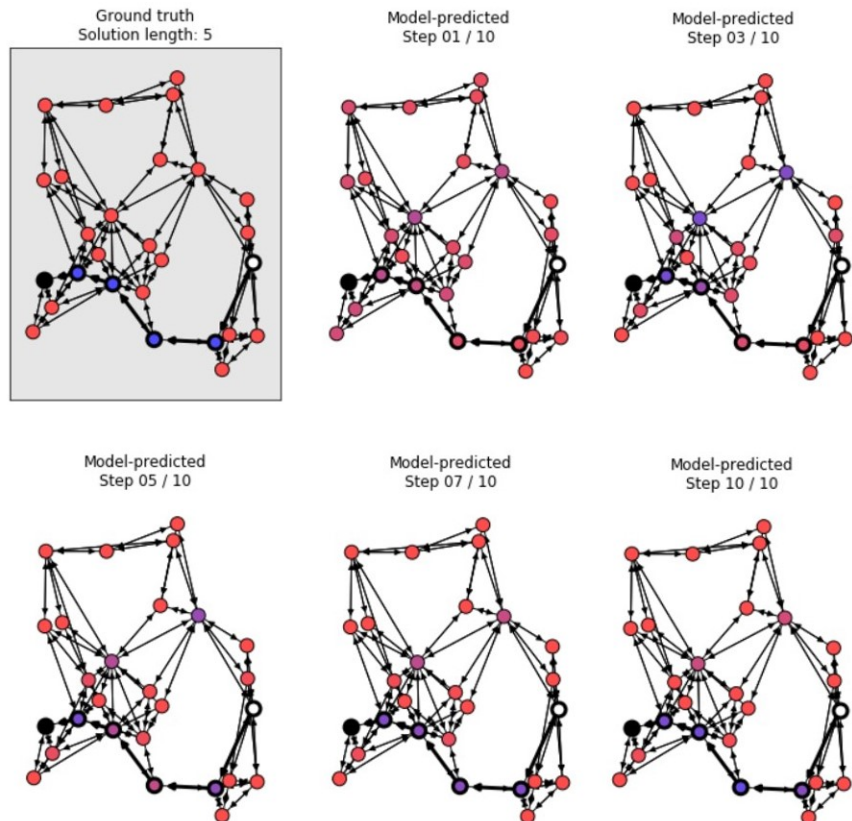 Ground truth
Solution length: 5
Model-predicted
Step 01 / 10
Model-predicted
Step 03 / 10
Model-predicted
Step 05 / 10
Model-predicted
Step 07 / 10
Model-predicted
Step 10 / 10